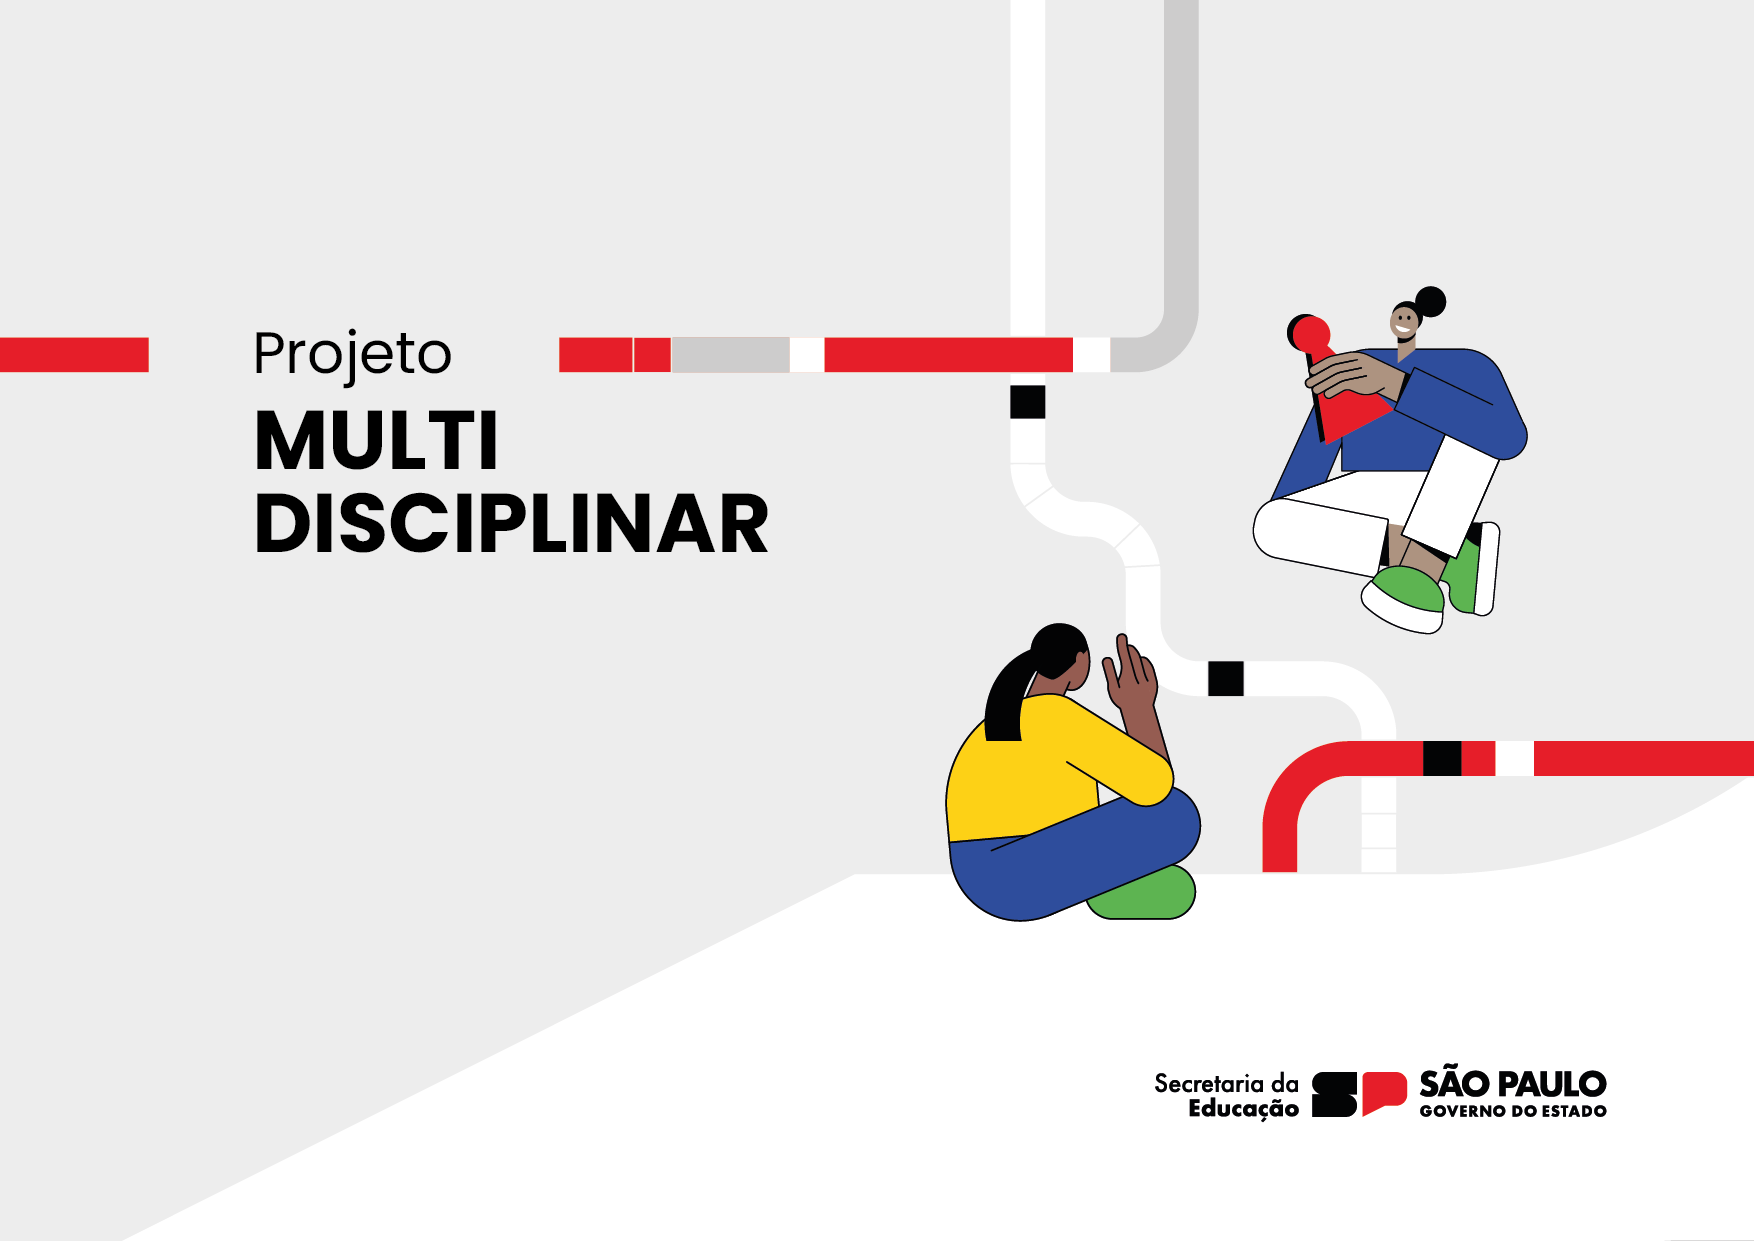 Projeto
MULTI
DISCIPLINAR
Secretaria da
Educação
SÃO PAULO
GOVERNO DO ESTADO